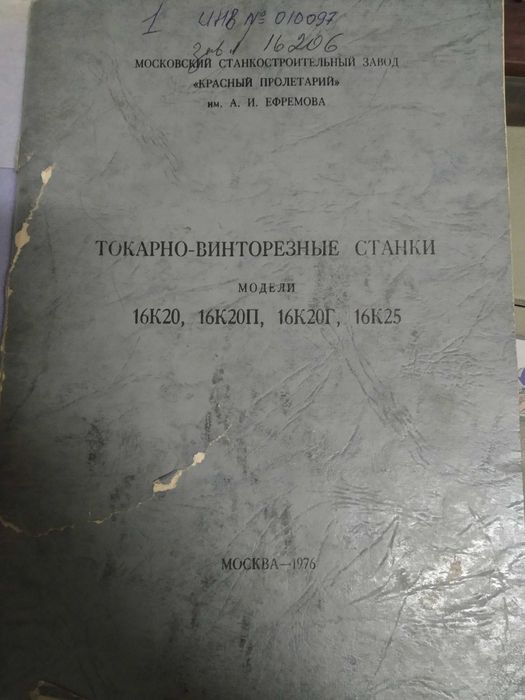 1 ИНВ № 010097
16206
МОСКОВСКИЙ СТАНКОСТРОИТЕЛЬНЫЙ ЗАВОД
«КРАСНЫЙ ПРОЛЕТАРИЙ»
им. А. И. ЕФРЕМОВА
ТОКАРНО-ВИНТОРЕЗНЫЕ СТАНКИ
МОДЕЛИ
16К20, 16К20П, 16К20Г, 16К25
МОСКВА—1976